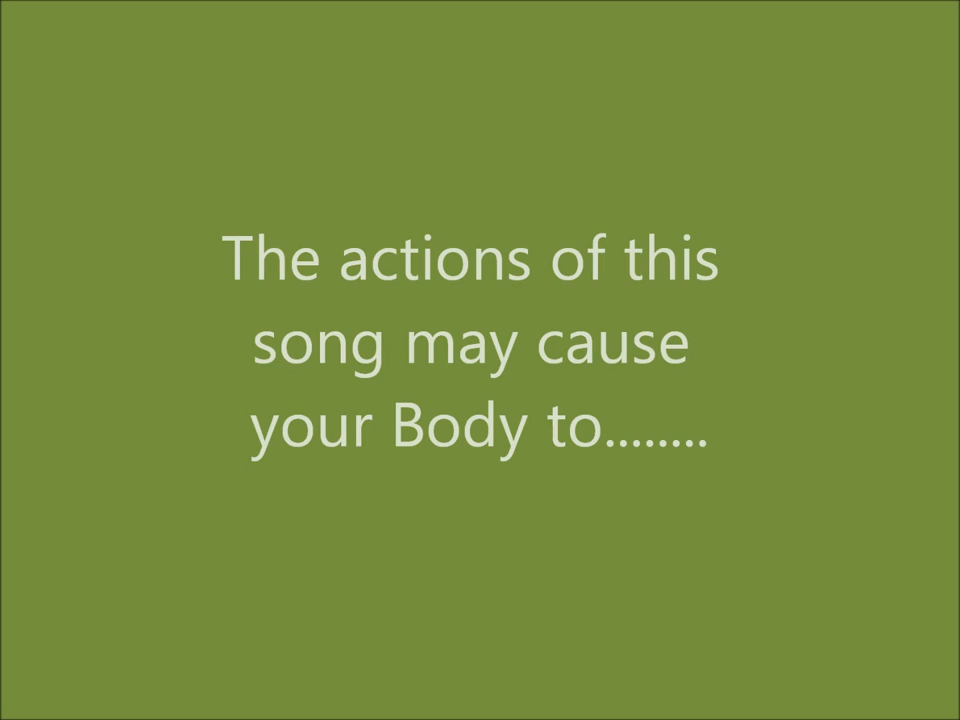 The actions of this
song may cause
your Body to........